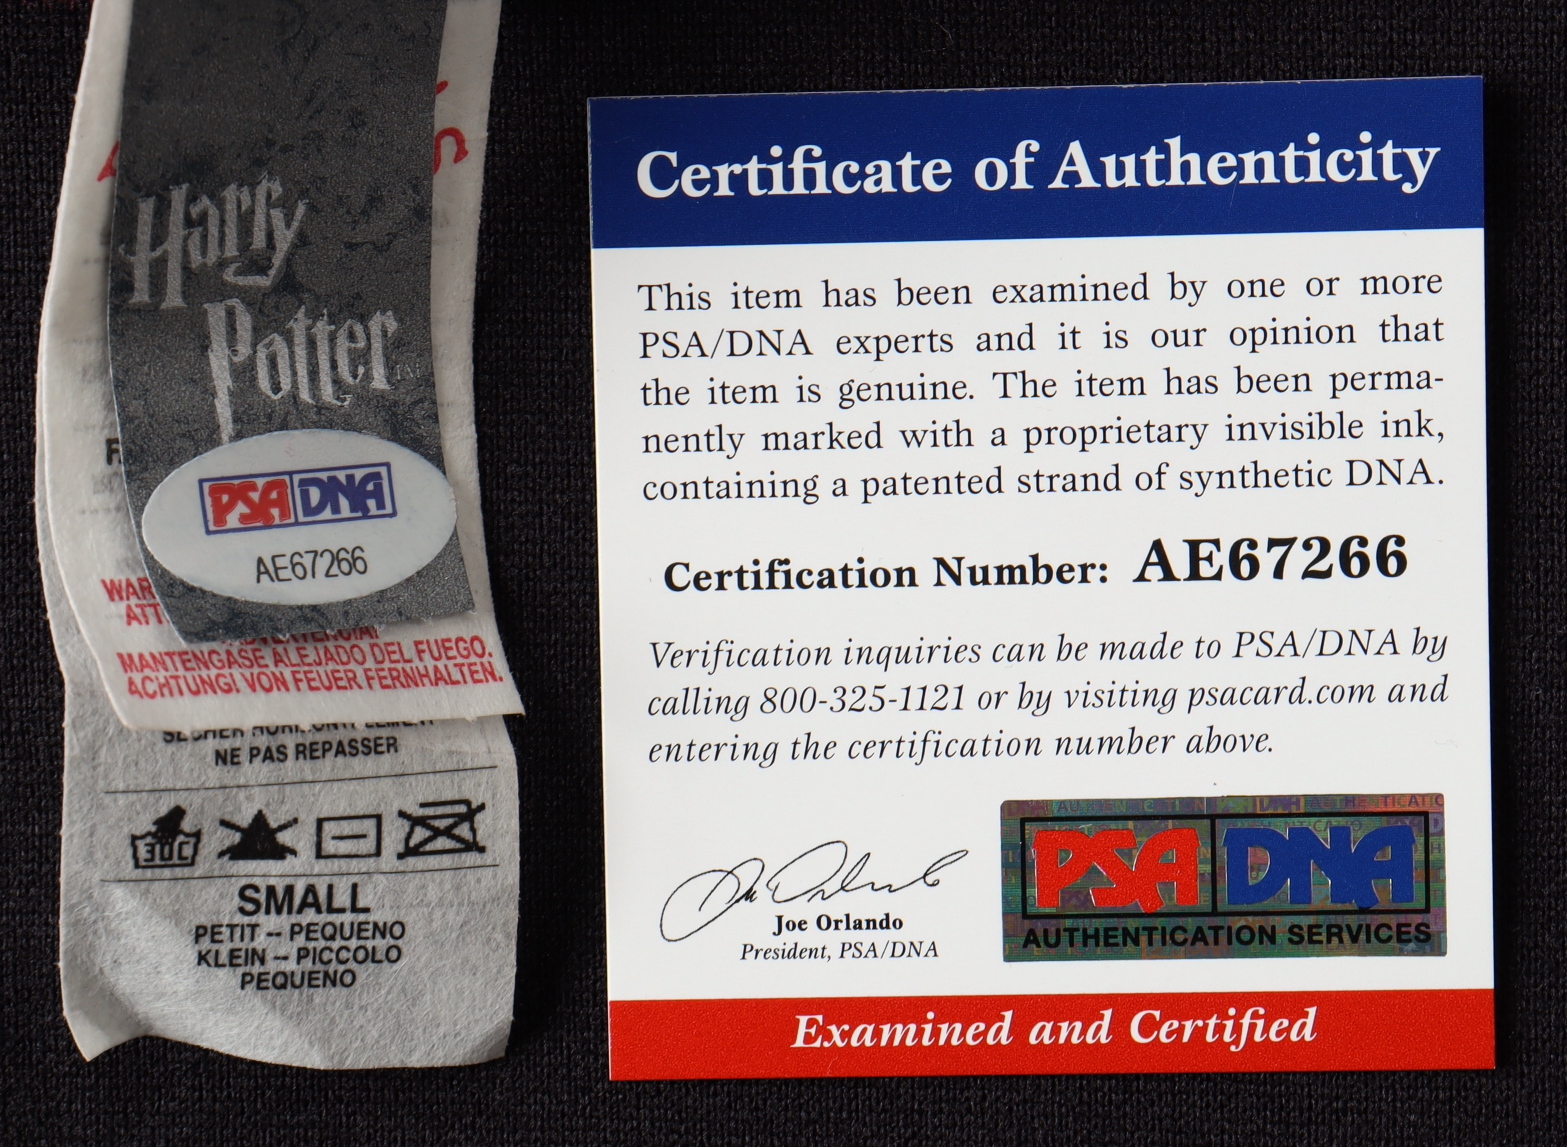 Harry
Potter
PSA DNA
AE67266
MANTENGASE ALEJADO DEL FUEGO.
ACHTUNG! VON FEUER FERNHALTEN.
NE PAS REPASSER
30C
SMALL
PETIT – PEQUENO
KLEIN – PICCOLO
PEQUENO
Certificate of Authenticity
This item has been examined by one or more
PSA/DNA experts and it is our opinion that
the item is genuine. The item has been perma-
nently marked with a proprietary invisible ink,
containing a patented strand of synthetic DNA.
Certification Number: AE67266
Verification inquiries can be made to PSA/DNA by
calling 800-325-1121 or by visiting psacard.com and
entering the certification number above.
Joe Orlando
President, PSA/DNA
PSA DNA
AUTHENTICATION SERVICES
Examined and Certified